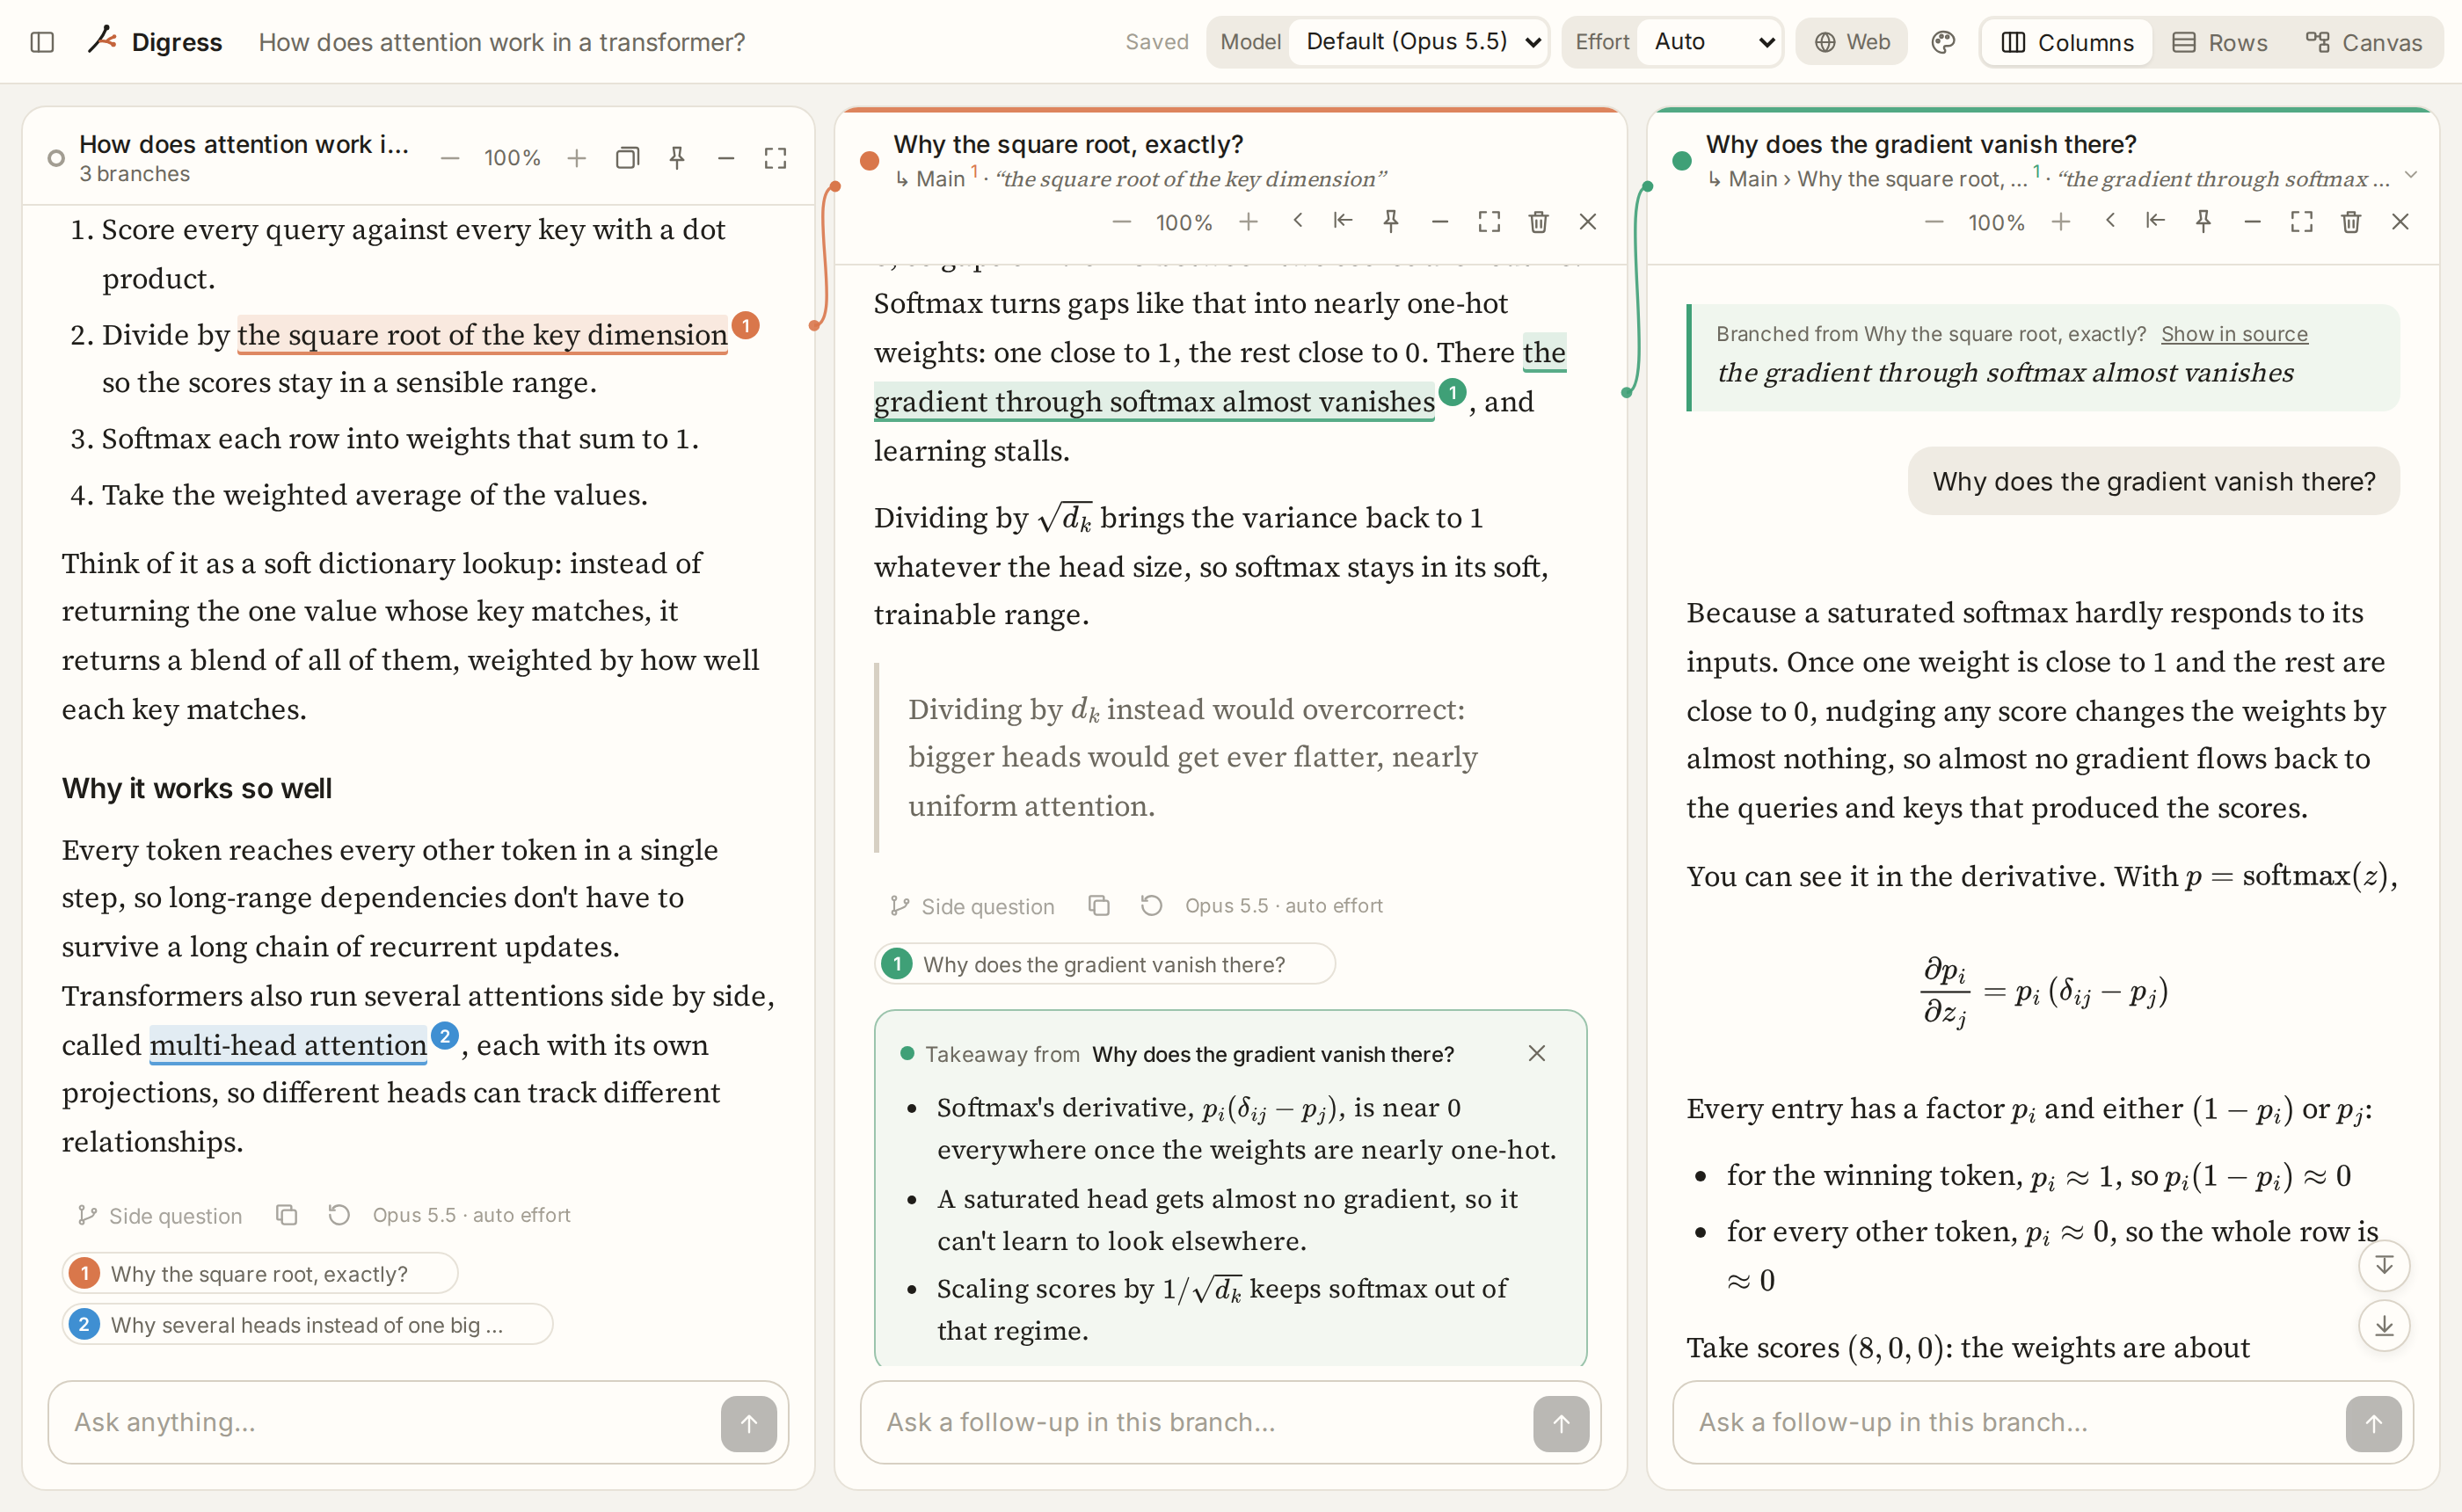 Digress How does attention work in a transformer? Saved Model Default (Opus 5.5) Effort Auto Web Columns Rows Canvas
How does attention work i... 100%
3 branches
1. Score every query against every key with a dot
product.
2. Divide by the square root of the key dimension 1
so the scores stay in a sensible range.
3. Softmax each row into weights that sum to 1.
4. Take the weighted average of the values.
Think of it as a soft dictionary lookup: instead of
returning the one value whose key matches, it
returns a blend of all of them, weighted by how well
each key matches.
Why it works so well
Every token reaches every other token in a single
step, so long-range dependencies don't have to
survive a long chain of recurrent updates.
Transformers also run several attentions side by side,
called multi-head attention 2, each with its own
projections, so different heads can track different
relationships.
Side question Opus 5.5 · auto effort
1 Why the square root, exactly?
2 Why several heads instead of one big ...
Ask anything...
Why the square root, exactly?
↳ Main 1 · “the square root of the key dimension”
100%
Softmax turns gaps like that into nearly one-hot
weights: one close to 1, the rest close to 0. There the
gradient through softmax almost vanishes 1, and
learning stalls.
Dividing by √dₖ brings the variance back to 1
whatever the head size, so softmax stays in its soft,
trainable range.
Dividing by dₖ instead would overcorrect:
bigger heads would get ever flatter, nearly
uniform attention.
Side question Opus 5.5 · auto effort
1 Why does the gradient vanish there?
Takeaway from Why does the gradient vanish there?
• Softmax's derivative, pᵢ(δᵢⱼ − pⱼ), is near 0
everywhere once the weights are nearly one-hot.
• A saturated head gets almost no gradient, so it
can't learn to look elsewhere.
• Scaling scores by 1/√dₖ keeps softmax out of
that regime.
Ask a follow-up in this branch...
Why does the gradient vanish there?
↳ Main › Why the square root, ... 1 · “the gradient through softmax ...
100%
Branched from Why the square root, exactly? Show in source
the gradient through softmax almost vanishes
Why does the gradient vanish there?
Because a saturated softmax hardly responds to its
inputs. Once one weight is close to 1 and the rest are
close to 0, nudging any score changes the weights by
almost nothing, so almost no gradient flows back to
the queries and keys that produced the scores.
You can see it in the derivative. With p = softmax(z),
∂pᵢ/∂zⱼ = pᵢ (δᵢⱼ − pⱼ)
Every entry has a factor pᵢ and either (1 − pᵢ) or pⱼ:
• for the winning token, pᵢ ≈ 1, so pᵢ(1 − pᵢ) ≈ 0
• for every other token, pᵢ ≈ 0, so the whole row is
≈ 0
Take scores (8, 0, 0): the weights are about
Ask a follow-up in this branch...